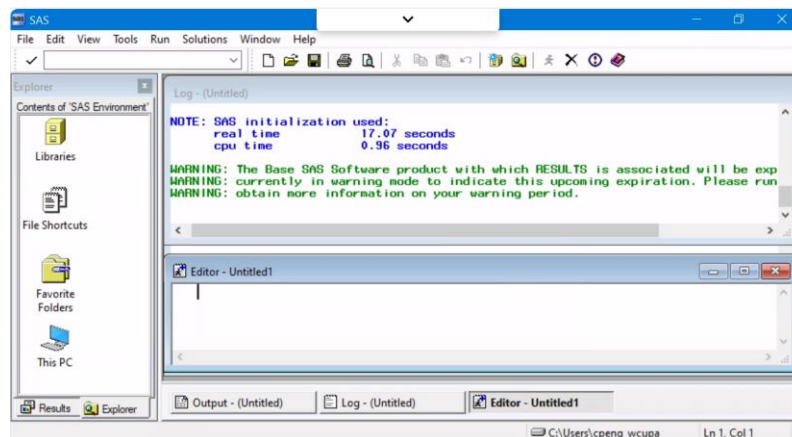 SAS
File Edit View Tools Run Solutions Window Help
Explorer
Contents of 'SAS Environment'
Libraries
File Shortcuts
Favorite
Folders
This PC
Results
Explorer
Log - (Untitled)
NOTE: SAS initialization used:
real time 17.07 seconds
cpu time 0.96 seconds
WARNING: The Base SAS Software product with which RESULTS is associated will be exp
WARNING: currently in warning mode to indicate this upcoming expiration. Please run
WARNING: obtain more information on your warning period.
Editor - Untitled1
Output - (Untitled)
Log - (Untitled)
Editor - Untitled1
C:\Users\cpeng_wcupa
Ln 1, Col 1